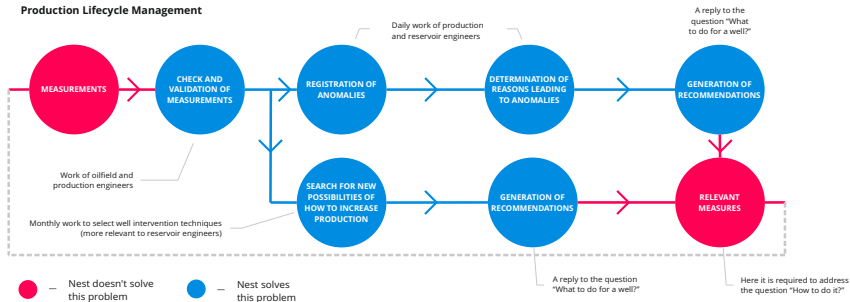 Production Lifecycle Management
A reply to the
question “What
to do for a well?”
Daily work of production
and reservoir engineers
MEASUREMENTS
CHECK AND
VALIDATION OF
MEASUREMENTS
REGISTRATION OF
ANOMALIES
DETERMINATION OF
REASONS LEADING
TO ANOMALIES
GENERATION OF
RECOMMENDATIONS
Work of oilfield and
production engineers
Monthly work to select well intervention techniques
(more relevant to reservoir engineers)
SEARCH FOR NEW
POSSIBILITIES OF
HOW TO INCREASE
PRODUCTION
GENERATION OF
RECOMMENDATIONS
RELEVANT
MEASURES
A reply to the question
“What to do for a well?”
Here it is required to address
the question “How to do it?”
– Nest doesn't solve
this problem
– Nest solves
this problem